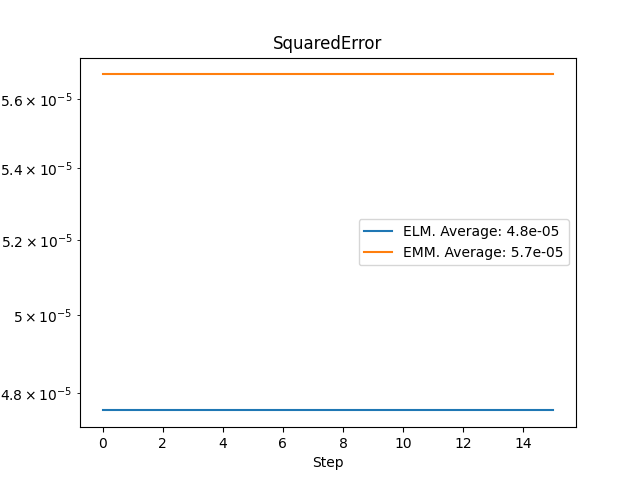 SquaredError
5.6 × 10⁻⁵
5.4 × 10⁻⁵
5.2 × 10⁻⁵
5 × 10⁻⁵
4.8 × 10⁻⁵
ELM. Average: 4.8e-05
EMM. Average: 5.7e-05
0 2 4 6 8 10 12 14
Step